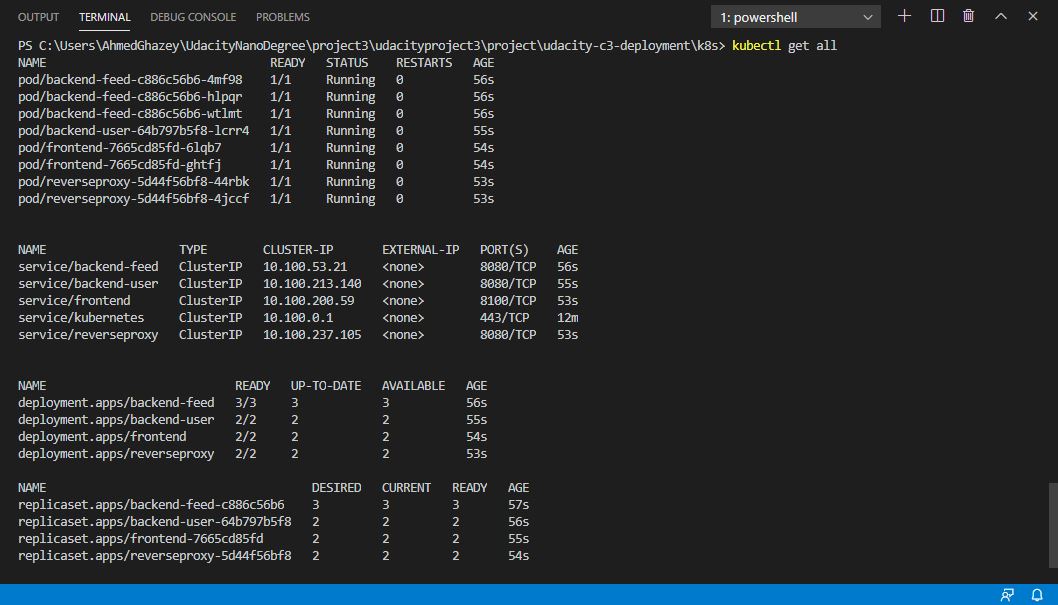 OUTPUT TERMINAL DEBUG CONSOLE PROBLEMS 1: powershell
PS C:\Users\AhmedGhazey\UdacityNanoDegree\project3\udacityproject3\project\udacity-c3-deployment\k8s> kubectl get all
NAME READY STATUS RESTARTS AGE
pod/backend-feed-c886c56b6-4mf98 1/1 Running 0 56s
pod/backend-feed-c886c56b6-hlpqr 1/1 Running 0 56s
pod/backend-feed-c886c56b6-wtlmt 1/1 Running 0 56s
pod/backend-user-64b797b5f8-lcrr4 1/1 Running 0 55s
pod/frontend-7665cd85fd-6lqb7 1/1 Running 0 54s
pod/frontend-7665cd85fd-ghtfj 1/1 Running 0 54s
pod/reverseproxy-5d44f56bf8-44rbk 1/1 Running 0 53s
pod/reverseproxy-5d44f56bf8-4jccf 1/1 Running 0 53s
NAME TYPE CLUSTER-IP EXTERNAL-IP PORT(S) AGE
service/backend-feed ClusterIP 10.100.53.21 <none> 8080/TCP 56s
service/backend-user ClusterIP 10.100.213.140 <none> 8080/TCP 55s
service/frontend ClusterIP 10.100.200.59 <none> 8100/TCP 53s
service/kubernetes ClusterIP 10.100.0.1 <none> 443/TCP 12m
service/reverseproxy ClusterIP 10.100.237.105 <none> 8080/TCP 53s
NAME READY UP-TO-DATE AVAILABLE AGE
deployment.apps/backend-feed 3/3 3 3 56s
deployment.apps/backend-user 2/2 2 2 55s
deployment.apps/frontend 2/2 2 2 54s
deployment.apps/reverseproxy 2/2 2 2 53s
NAME DESIRED CURRENT READY AGE
replicaset.apps/backend-feed-c886c56b6 3 3 3 57s
replicaset.apps/backend-user-64b797b5f8 2 2 2 56s
replicaset.apps/frontend-7665cd85fd 2 2 2 55s
replicaset.apps/reverseproxy-5d44f56bf8 2 2 2 54s